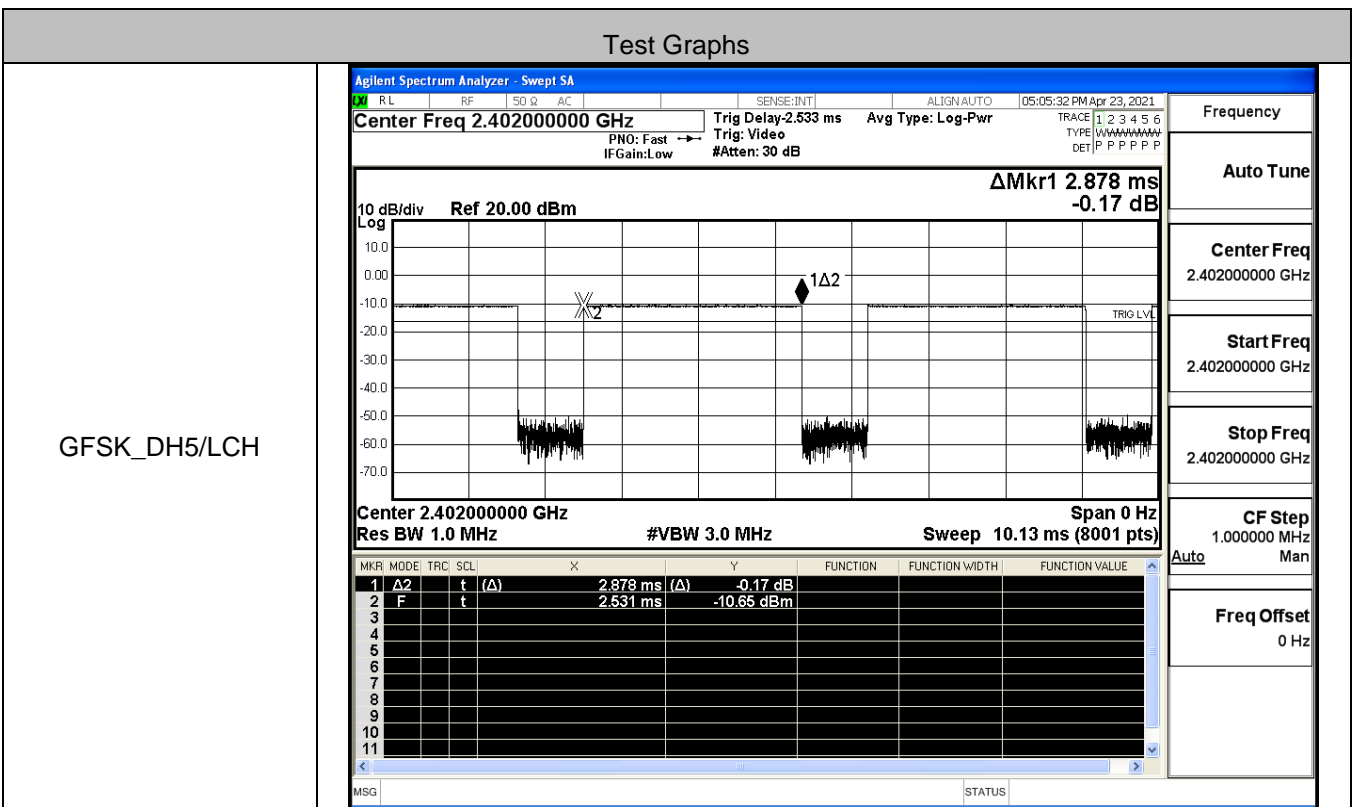 Test Graphs
GFSK_DH5/LCH
Agilent Spectrum Analyzer - Swept SA
LXI RL RF 50 Ω AC SENSE:INT ALIGN AUTO 05:05:32 PM Apr 23, 2021
Center Freq 2.402000000 GHz
PNO: Fast
IFGain:Low
Trig Delay-2.533 ms
Trig: Video
#Atten: 30 dB
Avg Type: Log-Pwr
TRACE 1 2 3 4 5 6
TYPE WWWWWW
DET P P P P P P
ΔMkr1 2.878 ms
-0.17 dB
10 dB/div Ref 20.00 dBm
Log
10.0
0.00
-10.0
-20.0
-30.0
-40.0
-50.0
-60.0
-70.0
1Δ2
2
TRIG LVL
Center 2.402000000 GHz Span 0 Hz
Res BW 1.0 MHz #VBW 3.0 MHz Sweep 10.13 ms (8001 pts)
MKR MODE TRC SCL X Y FUNCTION FUNCTION WIDTH FUNCTION VALUE
1 Δ2 t (Δ) 2.878 ms (Δ) -0.17 dB
2 F t 2.531 ms -10.65 dBm
3
4
5
6
7
8
9
10
11
MSG STATUS
Frequency
Auto Tune
Center Freq
2.402000000 GHz
Start Freq
2.402000000 GHz
Stop Freq
2.402000000 GHz
CF Step
1.000000 MHz
Auto Man
Freq Offset
0 Hz